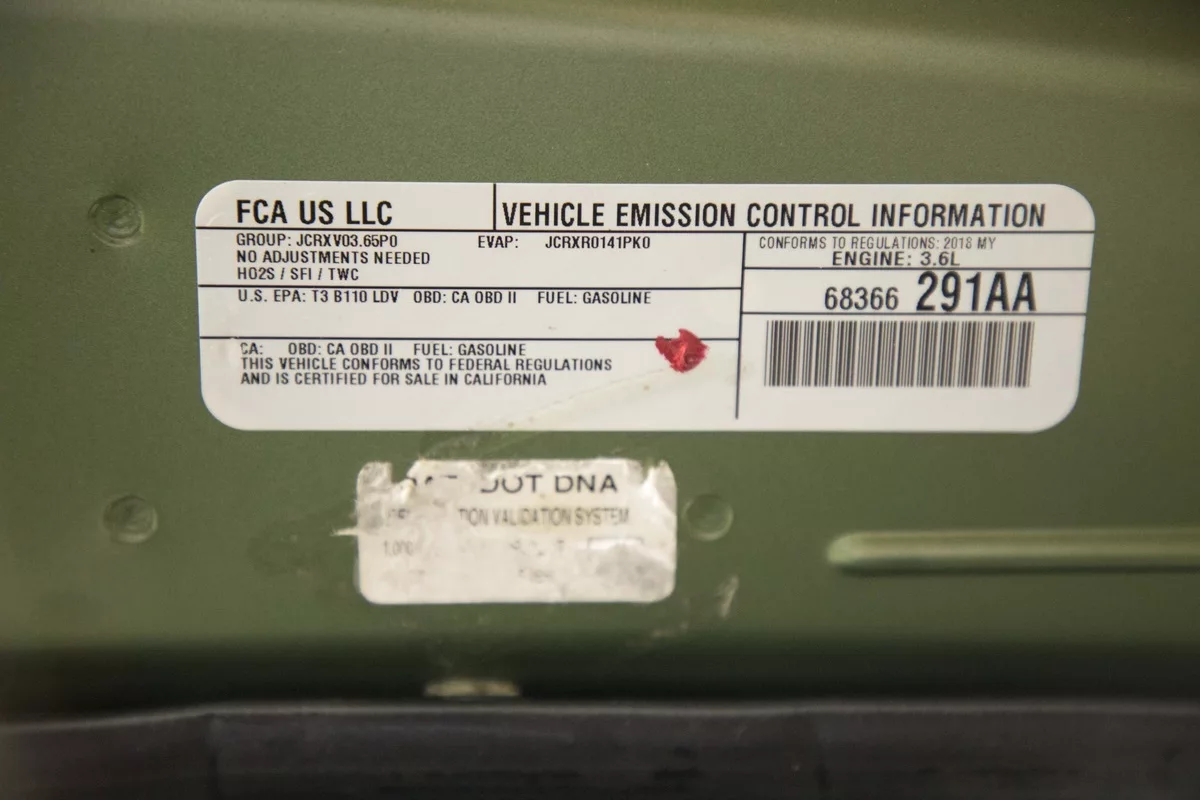 FCA US LLC
VEHICLE EMISSION CONTROL INFORMATION
GROUP: JCRXV03.65P0 EVAP: JCRXR0141PK0
NO ADJUSTMENTS NEEDED
HO2S / SFI / TWC
CONFORMS TO REGULATIONS: 2018 MY
ENGINE: 3.6L
U.S. EPA: T3 B110 LDV OBD: CA OBD II FUEL: GASOLINE
68366 291AA
CA: OBD: CA OBD II FUEL: GASOLINE
THIS VEHICLE CONFORMS TO FEDERAL REGULATIONS
AND IS CERTIFIED FOR SALE IN CALIFORNIA
DOT DNA
VALIDATION SYSTEM